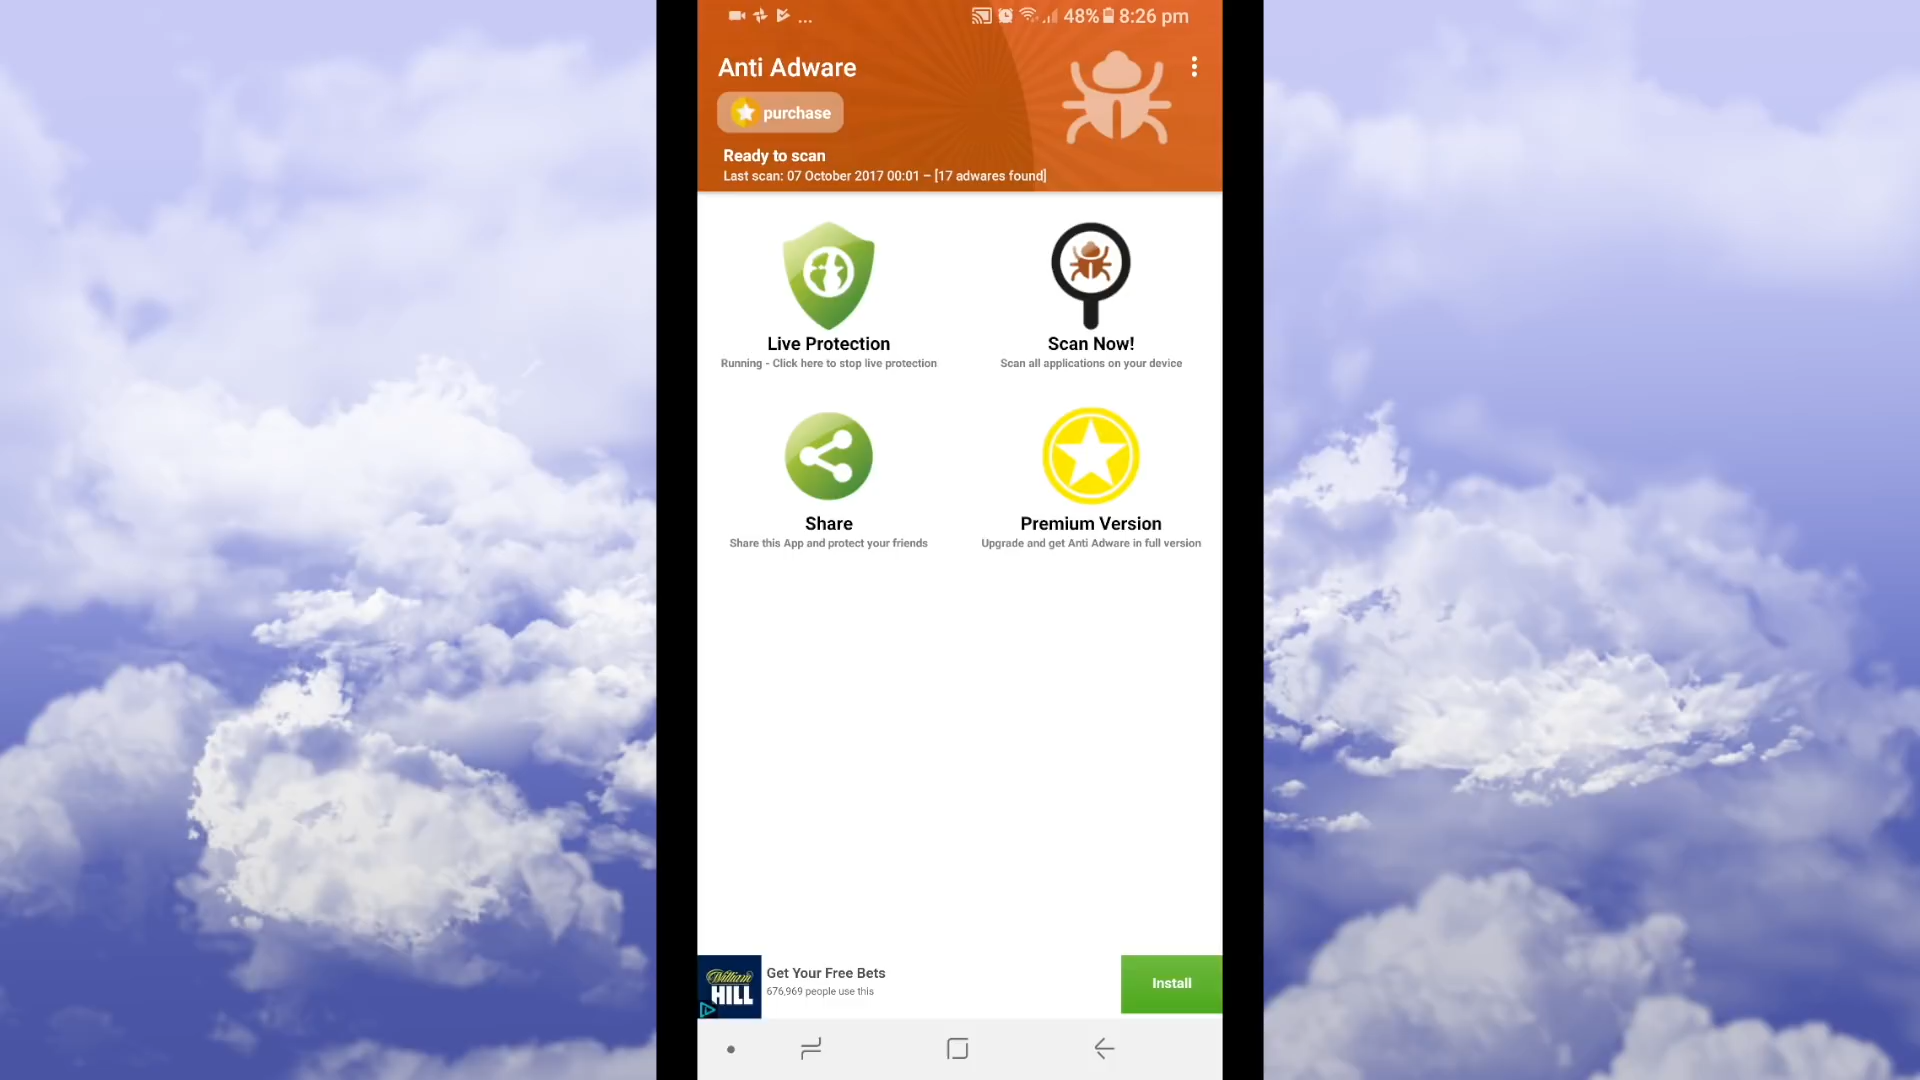 ... 48% 8:26 pm
Anti Adware
purchase
Ready to scan
Last scan: 07 October 2017 00:01 – [17 adwares found]
Live Protection
Running - Click here to stop live protection
Scan Now!
Scan all applications on your device
Share
Share this App and protect your friends
Premium Version
Upgrade and get Anti Adware in full version
William
HILL
Get Your Free Bets
676,969 people use this
Install